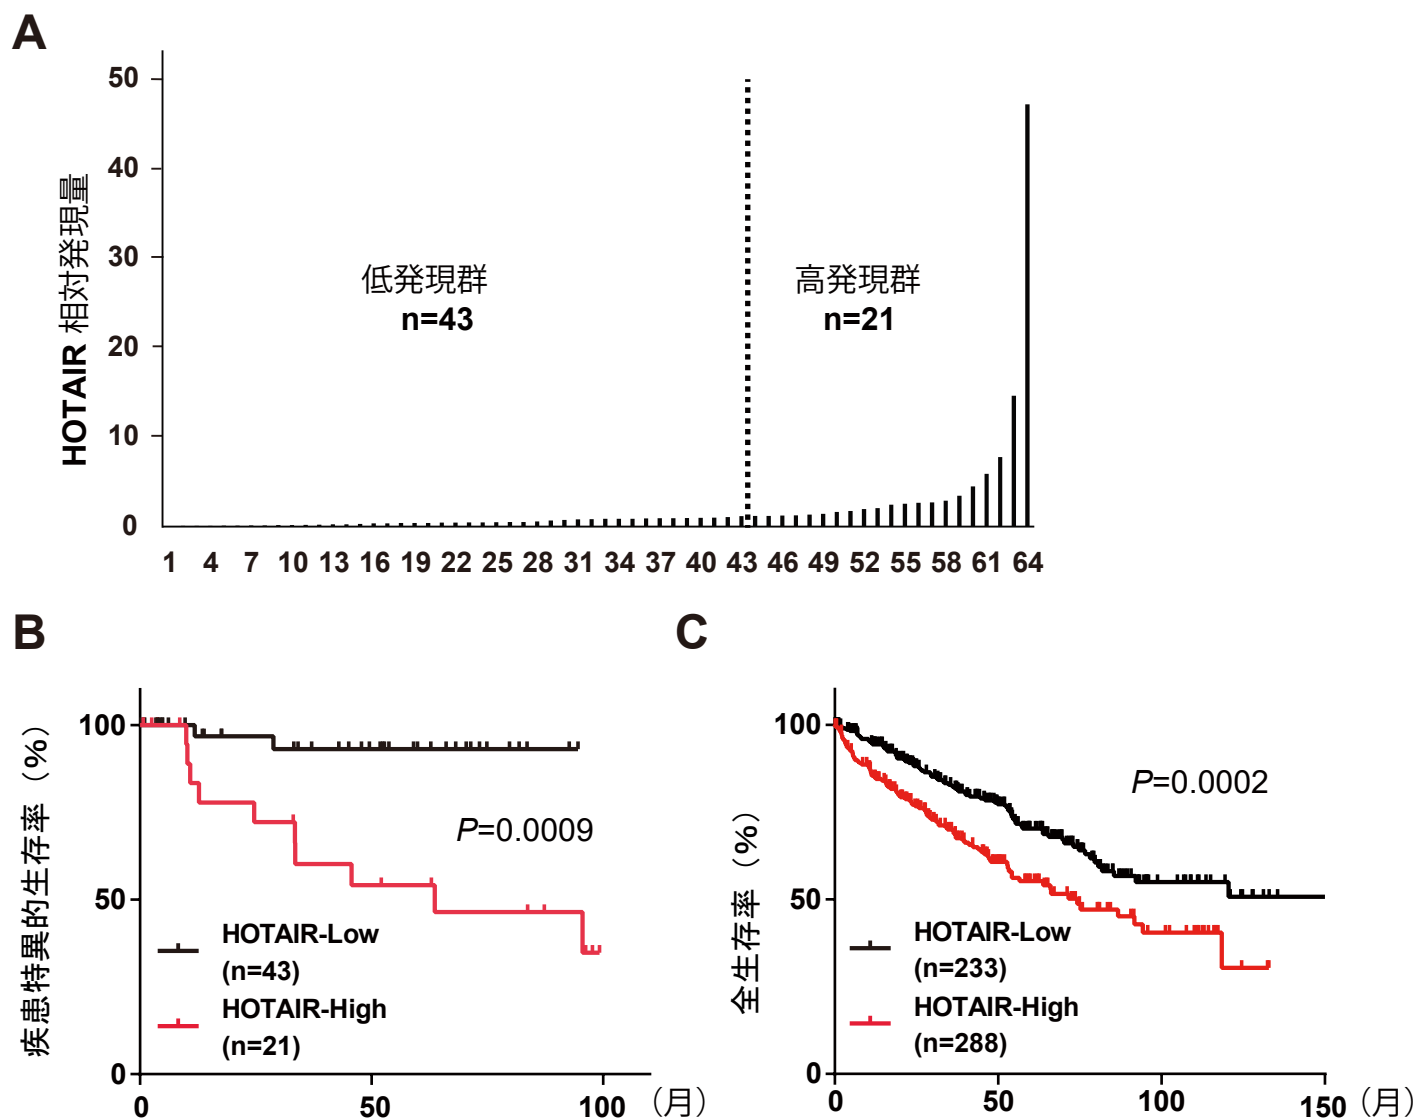 A
HOTAIR 相対発現量
50
40
30
20
10
0
低発現群
n=43
高発現群
n=21
1 4 7 10 13 16 19 22 25 28 31 34 37 40 43 46 49 52 55 58 61 64
B
疾患特異的生存率（%）
100
50
0
P=0.0009
HOTAIR-Low
(n=43)
HOTAIR-High
(n=21)
0 50 100（月）
C
全生存率（%）
100
50
0
P=0.0002
HOTAIR-Low
(n=233)
HOTAIR-High
(n=288)
0 50 100 150（月）